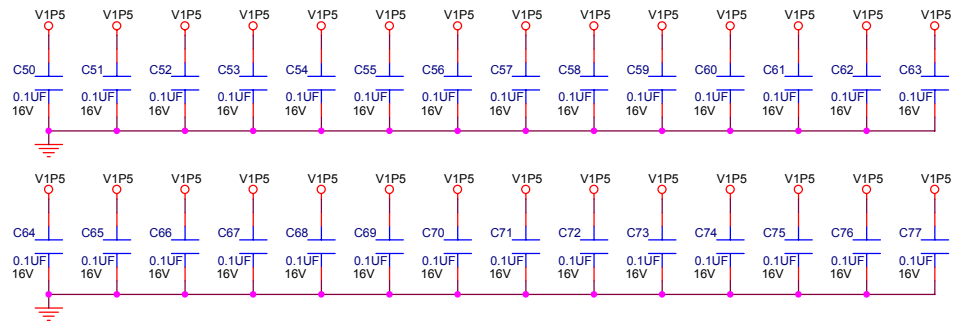 V1P5 V1P5 V1P5 V1P5 V1P5 V1P5 V1P5 V1P5 V1P5 V1P5 V1P5 V1P5 V1P5 V1P5
C50 C51 C52 C53 C54 C55 C56 C57 C58 C59 C60 C61 C62 C63
0.1UF 0.1UF 0.1UF 0.1UF 0.1UF 0.1UF 0.1UF 0.1UF 0.1UF 0.1UF 0.1UF 0.1UF 0.1UF 0.1UF
16V 16V 16V 16V 16V 16V 16V 16V 16V 16V 16V 16V 16V 16V
V1P5 V1P5 V1P5 V1P5 V1P5 V1P5 V1P5 V1P5 V1P5 V1P5 V1P5 V1P5 V1P5 V1P5
C64 C65 C66 C67 C68 C69 C70 C71 C72 C73 C74 C75 C76 C77
0.1UF 0.1UF 0.1UF 0.1UF 0.1UF 0.1UF 0.1UF 0.1UF 0.1UF 0.1UF 0.1UF 0.1UF 0.1UF 0.1UF
16V 16V 16V 16V 16V 16V 16V 16V 16V 16V 16V 16V 16V 16V